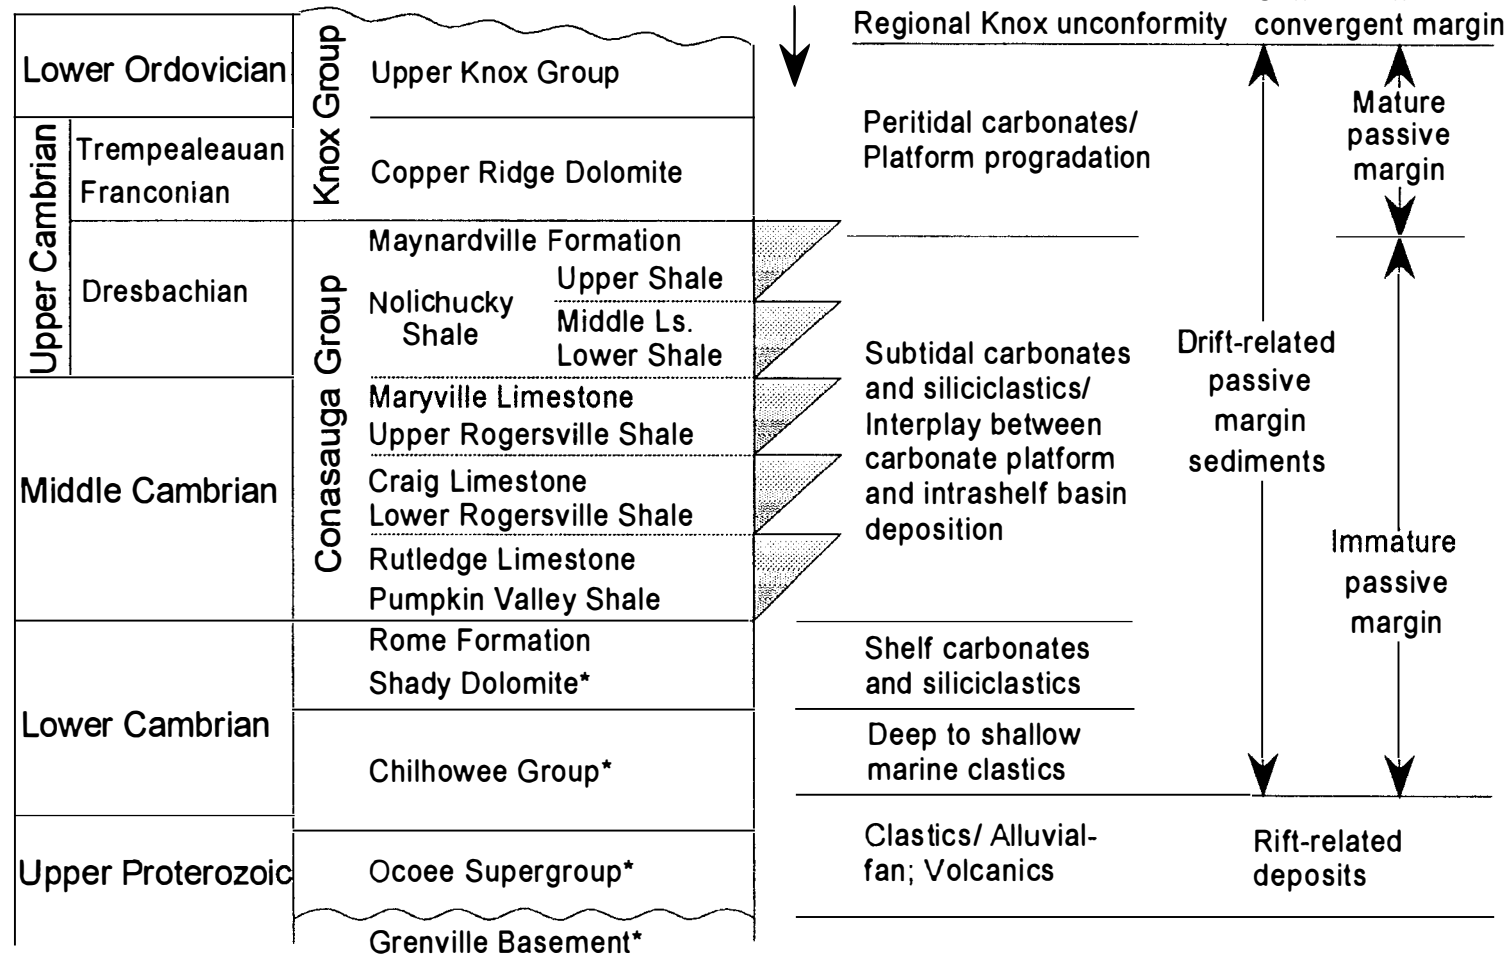 Regional Knox unconformity
convergent margin
Lower Ordovician
Upper Cambrian
Trempealeauan
Franconian
Dresbachian
Middle Cambrian
Lower Cambrian
Upper Proterozoic
Knox Group
Conasauga Group
Upper Knox Group
Copper Ridge Dolomite
Maynardville Formation
Upper Shale
Nolichucky
Shale
Middle Ls.
Lower Shale
Maryville Limestone
Upper Rogersville Shale
Craig Limestone
Lower Rogersville Shale
Rutledge Limestone
Pumpkin Valley Shale
Rome Formation
Shady Dolomite*
Chilhowee Group*
Ocoee Supergroup*
Grenville Basement*
Peritidal carbonates/
Platform progradation
Subtidal carbonates
and siliciclastics/
Interplay between
carbonate platform
and intrashelf basin
deposition
Shelf carbonates
and siliciclastics
Deep to shallow
marine clastics
Clastics/ Alluvial-
fan; Volcanics
Drift-related
passive
margin
sediments
Mature
passive
margin
Immature
passive
margin
Rift-related
deposits